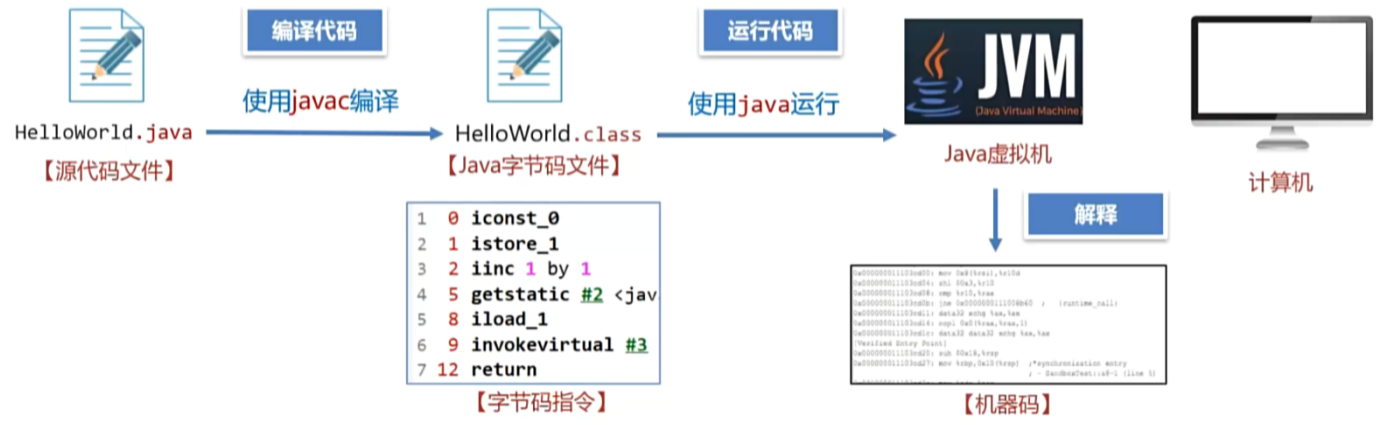 编译代码
运行代码
使用javac编译
使用java运行
JVM
(Java Virtual Machine)
HelloWorld.java
HelloWorld.class
【源代码文件】
【Java字节码文件】
Java虚拟机
计算机
解释
1 0 iconst_0
2 1 istore_1
3 2 iinc 1 by 1
4 5 getstatic #2 <jav
5 8 iload_1
6 9 invokevirtual #3
7 12 return
【字节码指令】
[Verified Entry Point]
【机器码】